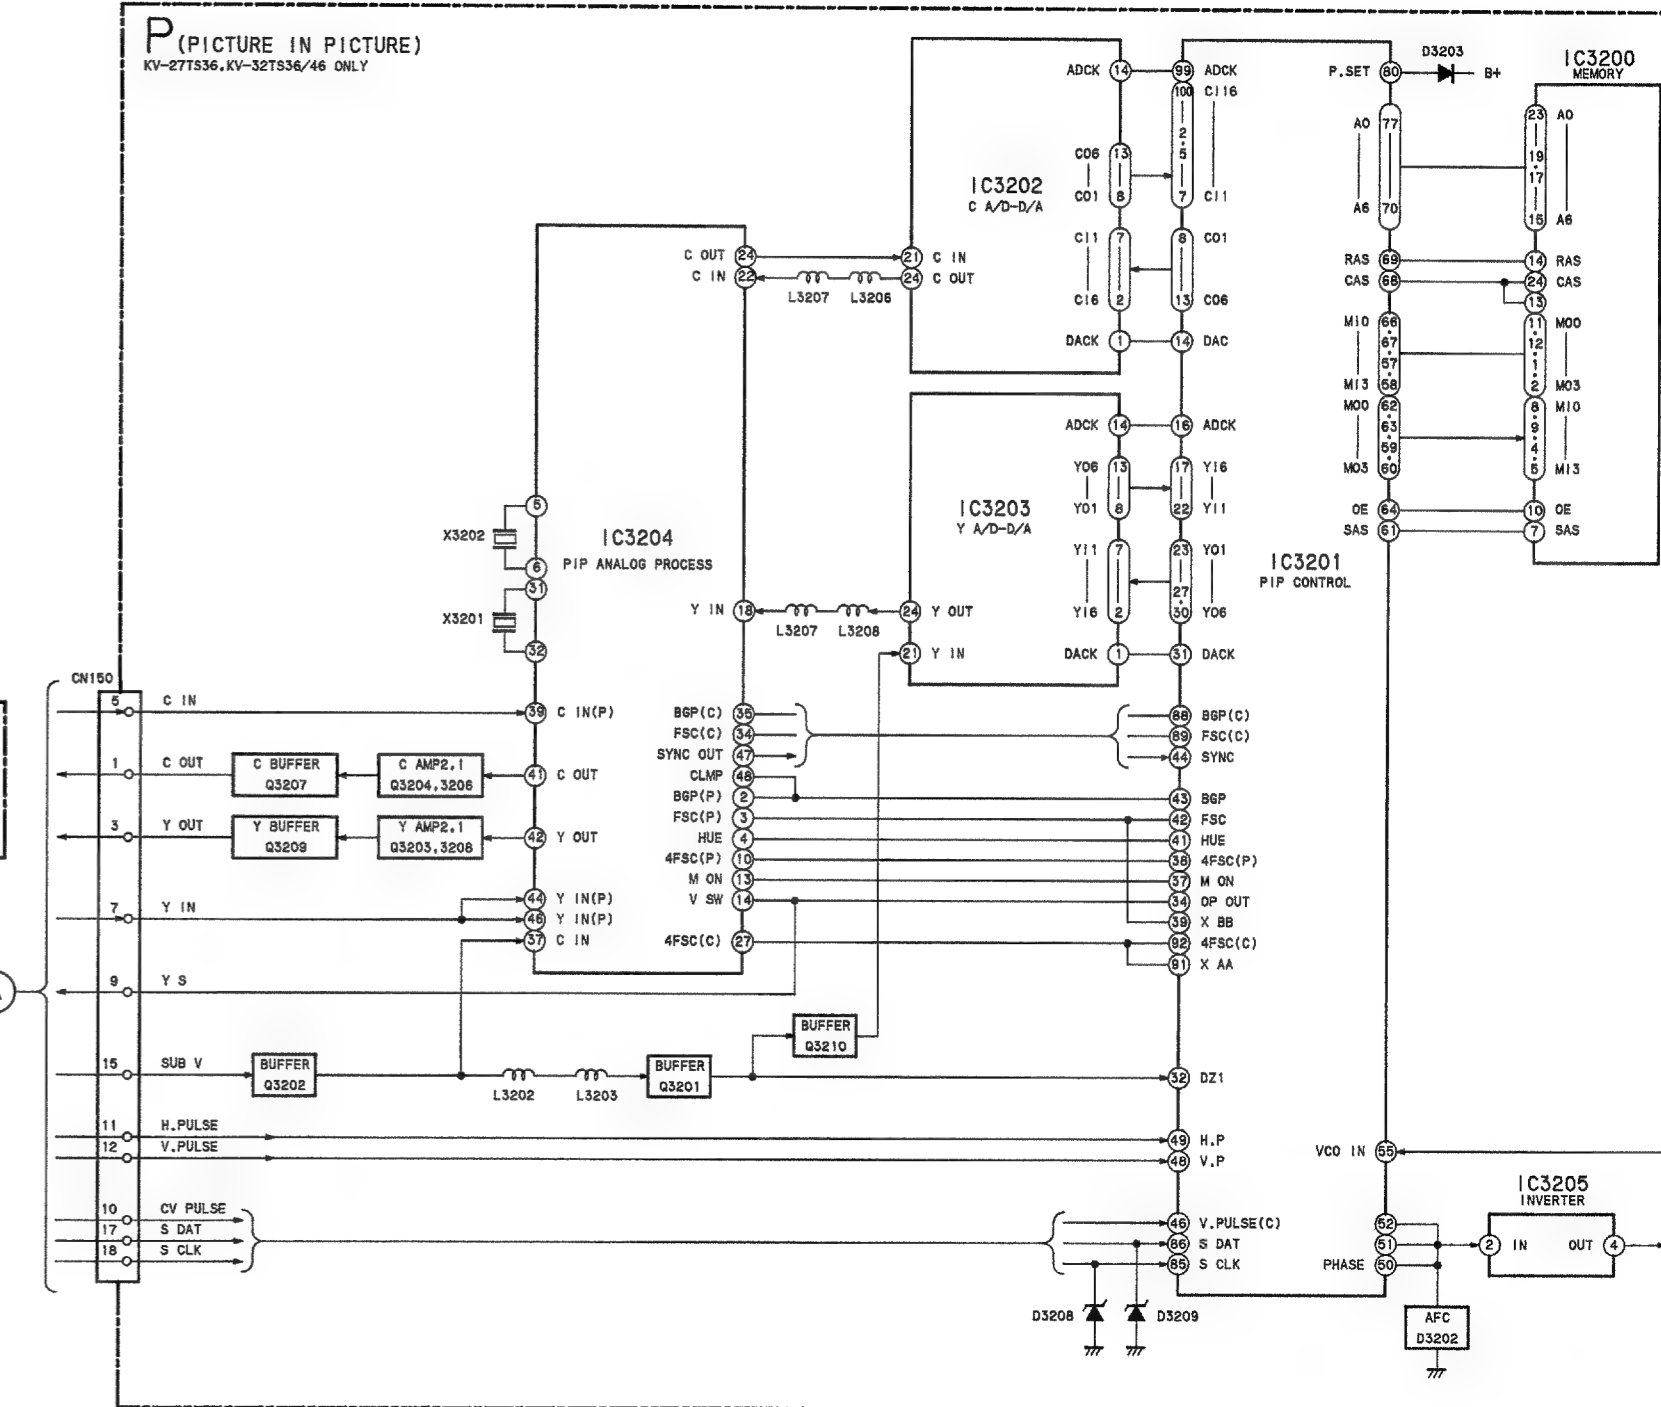 P (PICTURE IN PICTURE)
KV-27TS36,KV-32TS36/46 ONLY
IC3202
C A/D-D/A
ADCK 14
CO6 13
CO1 8
CI1 7
CI6 2
DACK 1
21 C IN
24 C OUT
L3207 L3206
IC3203
Y A/D-D/A
ADCK 14
YO6 13
YO1 8
YI1 7
YI6 2
DACK 1
24 Y OUT
21 Y IN
L3207 L3208
IC3201
PIP CONTROL
99 ADCK
100 CI16
2
5
7 CI1
8 CO1
13 CO6
14 DAC
16 ADCK
17 YI6
22 YI1
23 YO1
27
30 YO6
31 DACK
88 BGP(C)
89 FSC(C)
44 SYNC
43 BGP
42 FSC
41 HUE
38 4FSC(P)
37 M ON
34 OP OUT
39 X BB
92 4FSC(C)
91 X AA
32 DZ1
49 H.P
48 V.P
46 V.PULSE(C)
86 S DAT
85 S CLK
P.SET 80
D3203
B+
A0 77
A6 70
RAS 69
CAS 68
MI0 66
67
57
MI3 58
MO0 62
63
59
MO3 60
OE 64
SAS 61
VCO IN 55
52
51
PHASE 50
IC3200
MEMORY
23 A0
19
17
15 A6
14 RAS
24 CAS
13
11 MO0
12
1
2 MO3
8 MI0
9
4
5 MI3
10 OE
7 SAS
IC3205
INVERTER
2 IN OUT 4
AFC
D3202
D3208
D3209
IC3204
PIP ANALOG PROCESS
C OUT 24
C IN 22
Y IN 18
BGP(C) 35
FSC(C) 34
SYNC OUT 47
CLMP 48
BGP(P) 2
FSC(P) 3
HUE 4
4FSC(P) 10
M ON 13
V SW 14
4FSC(C) 27
5
X3202
6
31
X3201
32
39 C IN(P)
41 C OUT
42 Y OUT
44 Y IN(P)
46 Y IN(P)
37 C IN
CN150
5 C IN
1 C OUT
C BUFFER
Q3207
C AMP2,1
Q3204,3206
3 Y OUT
Y BUFFER
Q3209
Y AMP2,1
Q3203,3208
7 Y IN
9 Y S
15 SUB V
BUFFER
Q3202
L3202 L3203
BUFFER
Q3201
BUFFER
Q3210
11 H.PULSE
12 V.PULSE
10 CV PULSE
17 S DAT
18 S CLK